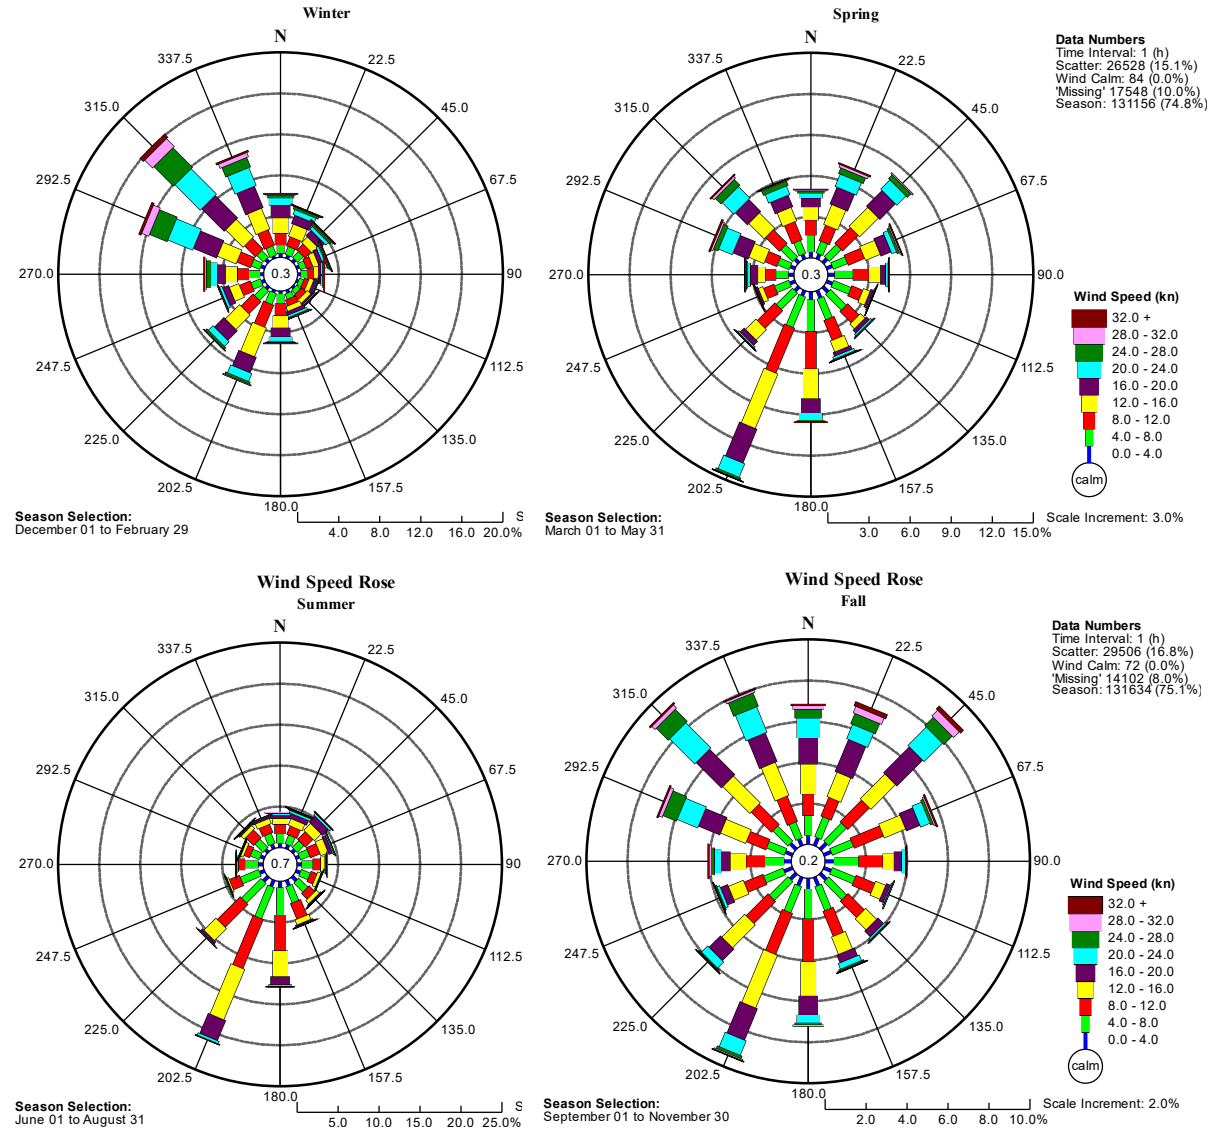 Winter
N
337.5
22.5
315.0
45.0
292.5
67.5
270.0
0.3
90
247.5
112.5
225.0
135.0
202.5
157.5
180.0
Season Selection:
December 01 to February 29
S
4.0 8.0 12.0 16.0 20.0%
Spring
N
337.5
22.5
315.0
45.0
292.5
67.5
270.0
0.3
90.0
247.5
112.5
225.0
135.0
202.5
157.5
180.0
Season Selection:
March 01 to May 31
3.0 6.0 9.0 12.0 15.0%
Scale Increment: 3.0%
Data Numbers
Time Interval: 1 (h)
Scatter: 26528 (15.1%)
Wind Calm: 84 (0.0%)
'Missing' 17548 (10.0%)
Season: 131156 (74.8%)
Wind Speed (kn)
32.0 +
28.0 - 32.0
24.0 - 28.0
20.0 - 24.0
16.0 - 20.0
12.0 - 16.0
8.0 - 12.0
4.0 - 8.0
0.0 - 4.0
calm
Wind Speed Rose
Summer
N
337.5
22.5
315.0
45.0
292.5
67.5
270.0
0.7
90
247.5
112.5
225.0
135.0
202.5
157.5
180.0
Season Selection:
June 01 to August 31
S
5.0 10.0 15.0 20.0 25.0%
Wind Speed Rose
Fall
N
337.5
22.5
315.0
45.0
292.5
67.5
270.0
0.2
90.0
247.5
112.5
225.0
135.0
202.5
157.5
180.0
Season Selection:
September 01 to November 30
2.0 4.0 6.0 8.0 10.0%
Scale Increment: 2.0%
Data Numbers
Time Interval: 1 (h)
Scatter: 29506 (16.8%)
Wind Calm: 72 (0.0%)
'Missing' 14102 (8.0%)
Season: 131634 (75.1%)
Wind Speed (kn)
32.0 +
28.0 - 32.0
24.0 - 28.0
20.0 - 24.0
16.0 - 20.0
12.0 - 16.0
8.0 - 12.0
4.0 - 8.0
0.0 - 4.0
calm